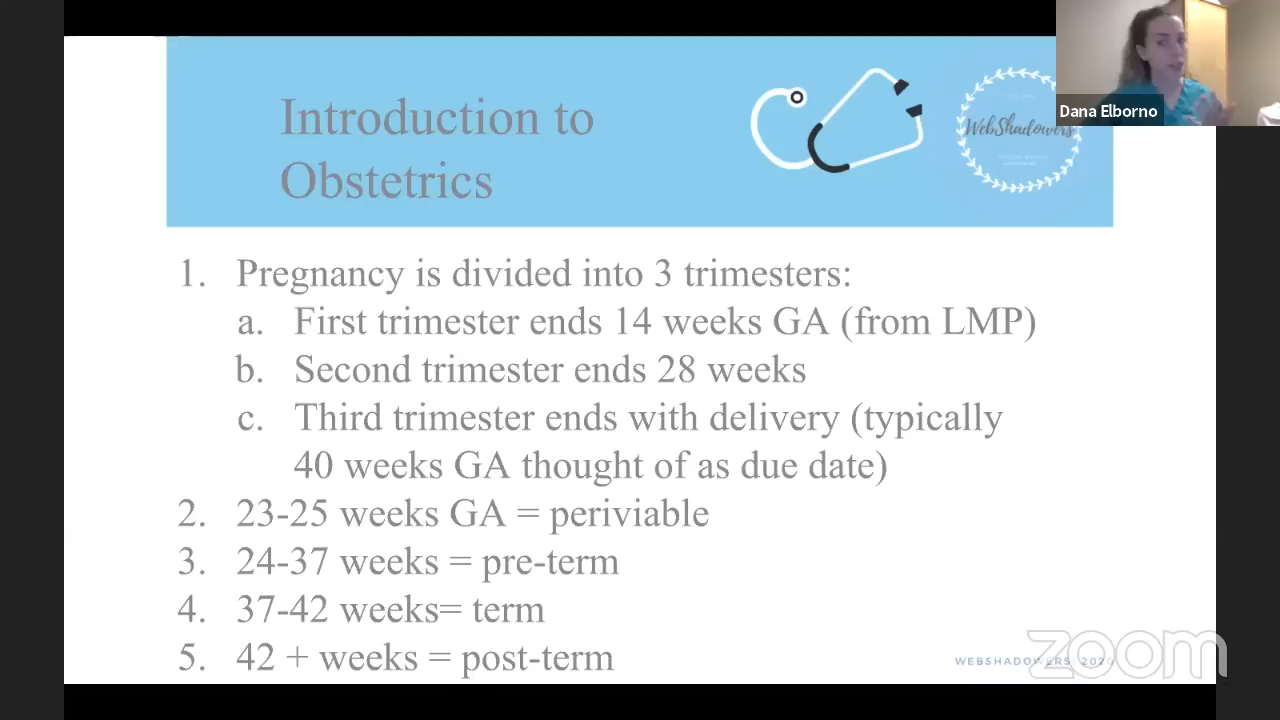 Introduction to
Obstetrics
WebShadowers
Dana Elborno
1. Pregnancy is divided into 3 trimesters:
a. First trimester ends 14 weeks GA (from LMP)
b. Second trimester ends 28 weeks
c. Third trimester ends with delivery (typically
40 weeks GA thought of as due date)
2. 23-25 weeks GA = periviable
3. 24-37 weeks = pre-term
4. 37-42 weeks= term
5. 42 + weeks = post-term
WEBSHADOWERS 2020
zoom